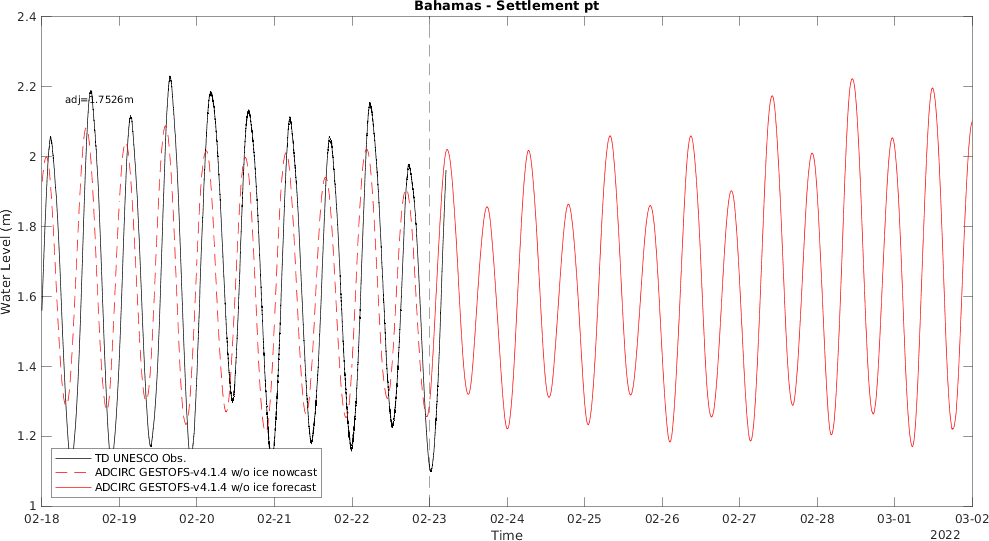 Bahamas - Settlement pt
2.4
2.2
2
1.8
1.6
1.4
1.2
1
Water Level (m)
adj=1.7526m
TD UNESCO Obs.
ADCIRC GESTOFS-v4.1.4 w/o ice nowcast
ADCIRC GESTOFS-v4.1.4 w/o ice forecast
02-18 02-19 02-20 02-21 02-22 02-23 02-24 02-25 02-26 02-27 02-28 03-01 03-02
Time
2022